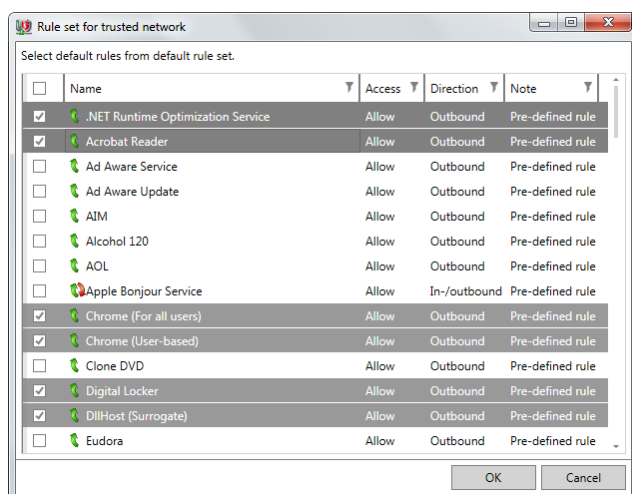 Rule set for trusted network
Select default rules from default rule set.
Name Access Direction Note
.NET Runtime Optimization Service Allow Outbound Pre-defined rule
Acrobat Reader Allow Outbound Pre-defined rule
Ad Aware Service Allow Outbound Pre-defined rule
Ad Aware Update Allow Outbound Pre-defined rule
AIM Allow Outbound Pre-defined rule
Alcohol 120 Allow Outbound Pre-defined rule
AOL Allow Outbound Pre-defined rule
Apple Bonjour Service Allow In-/outbound Pre-defined rule
Chrome (For all users) Allow Outbound Pre-defined rule
Chrome (User-based) Allow Outbound Pre-defined rule
Clone DVD Allow Outbound Pre-defined rule
Digital Locker Allow Outbound Pre-defined rule
DllHost (Surrogate) Allow Outbound Pre-defined rule
Eudora Allow Outbound Pre-defined rule
OK Cancel